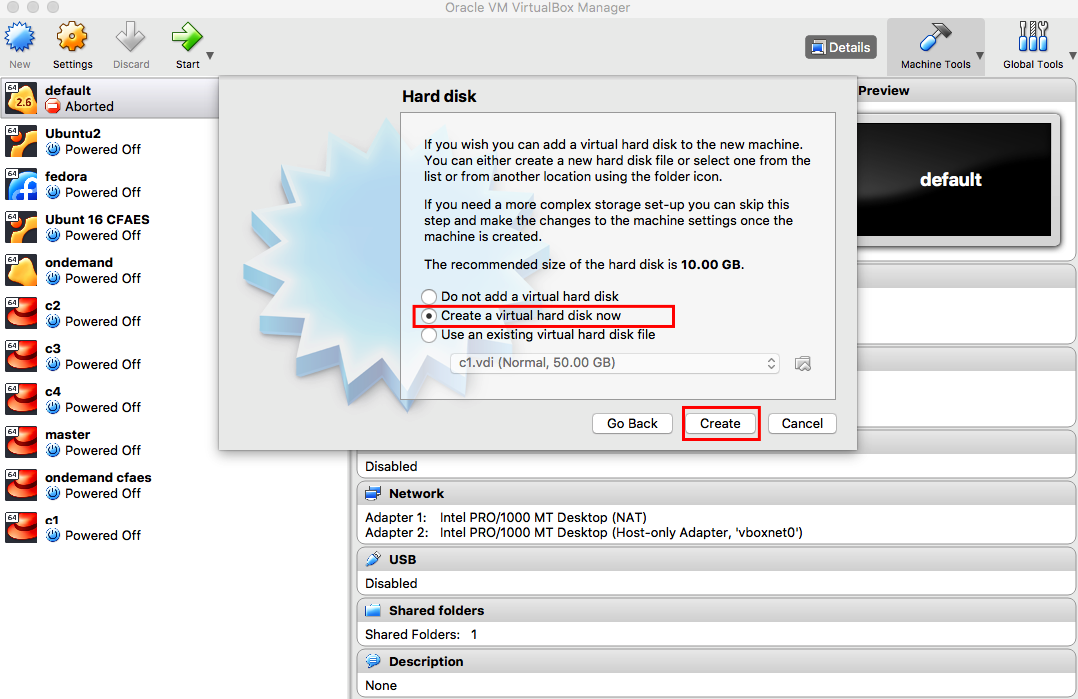 Oracle VM VirtualBox Manager
New
Settings
Discard
Start
Details
Machine Tools
Global Tools
64
2.6
default
Aborted
64
Ubuntu2
Powered Off
64
fedora
Powered Off
64
Ubunt 16 CFAES
Powered Off
64
ondemand
Powered Off
64
c2
Powered Off
64
c3
Powered Off
64
c4
Powered Off
64
master
Powered Off
64
ondemand cfaes
Powered Off
64
c1
Powered Off
Hard disk
If you wish you can add a virtual hard disk to the new machine.
You can either create a new hard disk file or select one from the
list or from another location using the folder icon.
If you need a more complex storage set-up you can skip this
step and make the changes to the machine settings once the
machine is created.
The recommended size of the hard disk is 10.00 GB.
Do not add a virtual hard disk
Create a virtual hard disk now
Use an existing virtual hard disk file
c1.vdi (Normal, 50.00 GB)
Go Back
Create
Cancel
Preview
default
Disabled
Network
Adapter 1: Intel PRO/1000 MT Desktop (NAT)
Adapter 2: Intel PRO/1000 MT Desktop (Host-only Adapter, 'vboxnet0')
USB
Disabled
Shared folders
Shared Folders: 1
Description
None